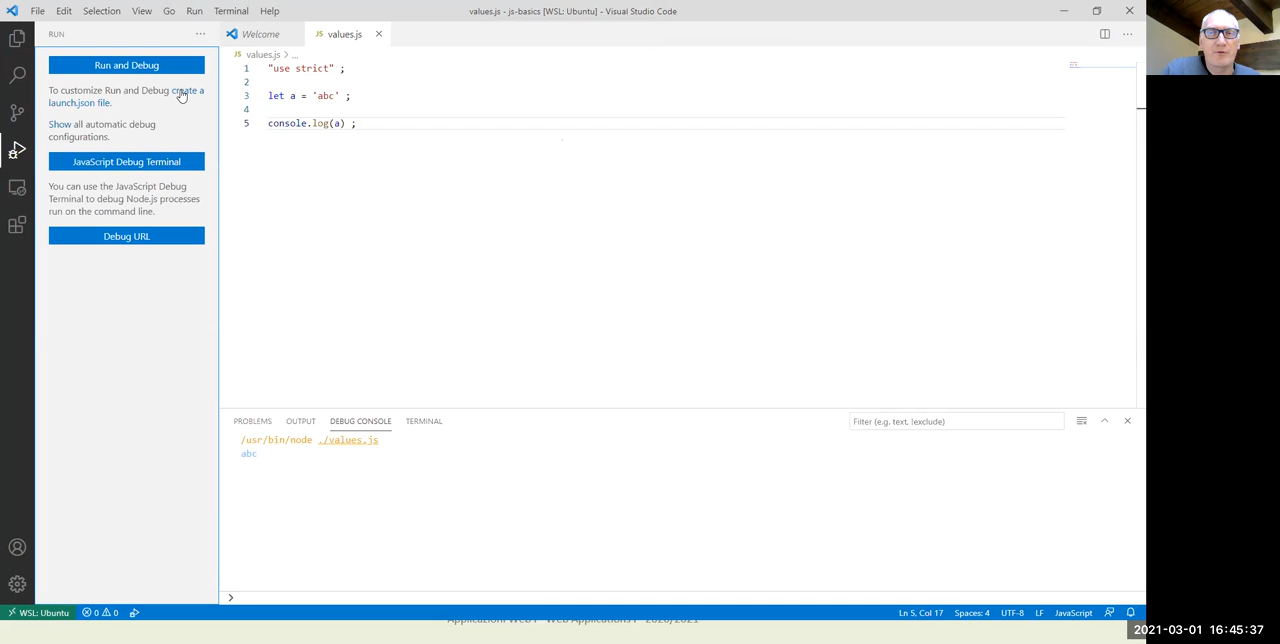 File Edit Selection View Go Run Terminal Help
values.js - js-basics [WSL: Ubuntu] - Visual Studio Code
RUN
Run and Debug
To customize Run and Debug create a
launch.json file.
Show all automatic debug
configurations.
JavaScript Debug Terminal
You can use the JavaScript Debug
Terminal to debug Node.js processes
run on the command line.
Debug URL
Welcome
JS values.js
JS values.js > ...
1 "use strict" ;
2
3 let a = 'abc' ;
4
5 console.log(a) ;
PROBLEMS OUTPUT DEBUG CONSOLE TERMINAL
Filter (e.g. text, !exclude)
/usr/bin/node ./values.js
abc
>
WSL: Ubuntu 0 0
Ln 5, Col 17 Spaces: 4 UTF-8 LF JavaScript
Applicazioni Web I - Web Applications I - 2020/2021
2021-03-01 16:45:37